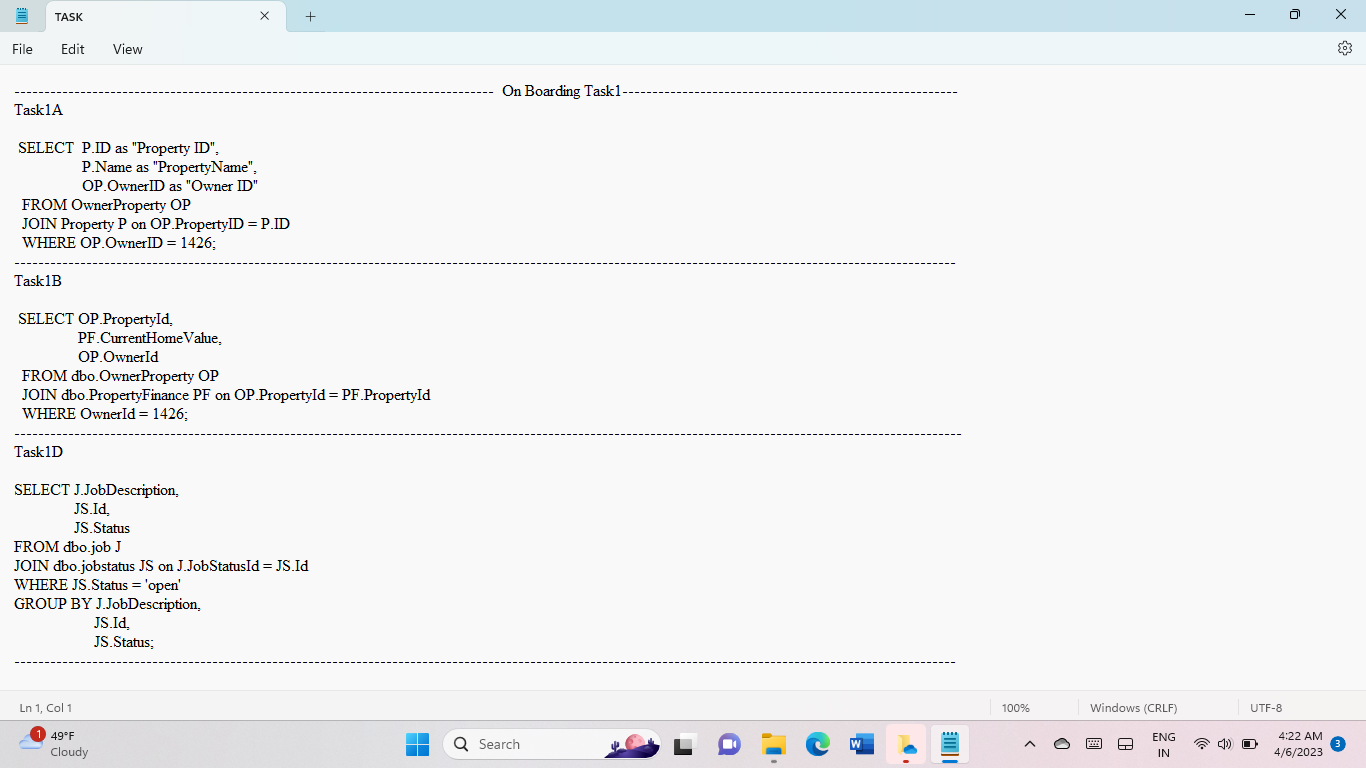 TASK
File Edit View
-------------------------------------------------------------------------------- On Boarding Task1--------------------------------------------------------
Task1A
SELECT P.ID as "Property ID",
P.Name as "PropertyName",
OP.OwnerID as "Owner ID"
FROM OwnerProperty OP
JOIN Property P on OP.PropertyID = P.ID
WHERE OP.OwnerID = 1426;
-------------------------------------------------------------------------------------------------------------------------------------------------------------
Task1B
SELECT OP.PropertyId,
PF.CurrentHomeValue,
OP.OwnerId
FROM dbo.OwnerProperty OP
JOIN dbo.PropertyFinance PF on OP.PropertyId = PF.PropertyId
WHERE OwnerId = 1426;
--------------------------------------------------------------------------------------------------------------------------------------------------------------
Task1D
SELECT J.JobDescription,
JS.Id,
JS.Status
FROM dbo.job J
JOIN dbo.jobstatus JS on J.JobStatusId = JS.Id
WHERE JS.Status = 'open'
GROUP BY J.JobDescription,
JS.Id,
JS.Status;
-------------------------------------------------------------------------------------------------------------------------------------------------------------
Ln 1, Col 1 100% Windows (CRLF) UTF-8
1 49°F
Cloudy
Search
ENG
IN
4:22 AM
4/6/2023
3